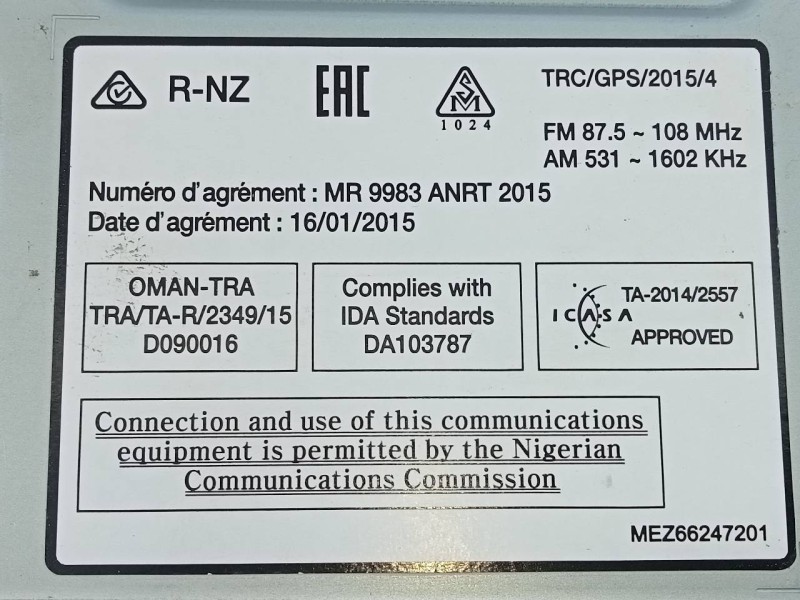 R-NZ
EAC
SM
1024
TRC/GPS/2015/4
FM 87.5 ~ 108 MHz
AM 531 ~ 1602 KHz
Numéro d'agrément : MR 9983 ANRT 2015
Date d'agrément : 16/01/2015
OMAN-TRA
TRA/TA-R/2349/15
D090016
Complies with
IDA Standards
DA103787
ICASA
TA-2014/2557
APPROVED
Connection and use of this communications
equipment is permitted by the Nigerian
Communications Commission
MEZ66247201